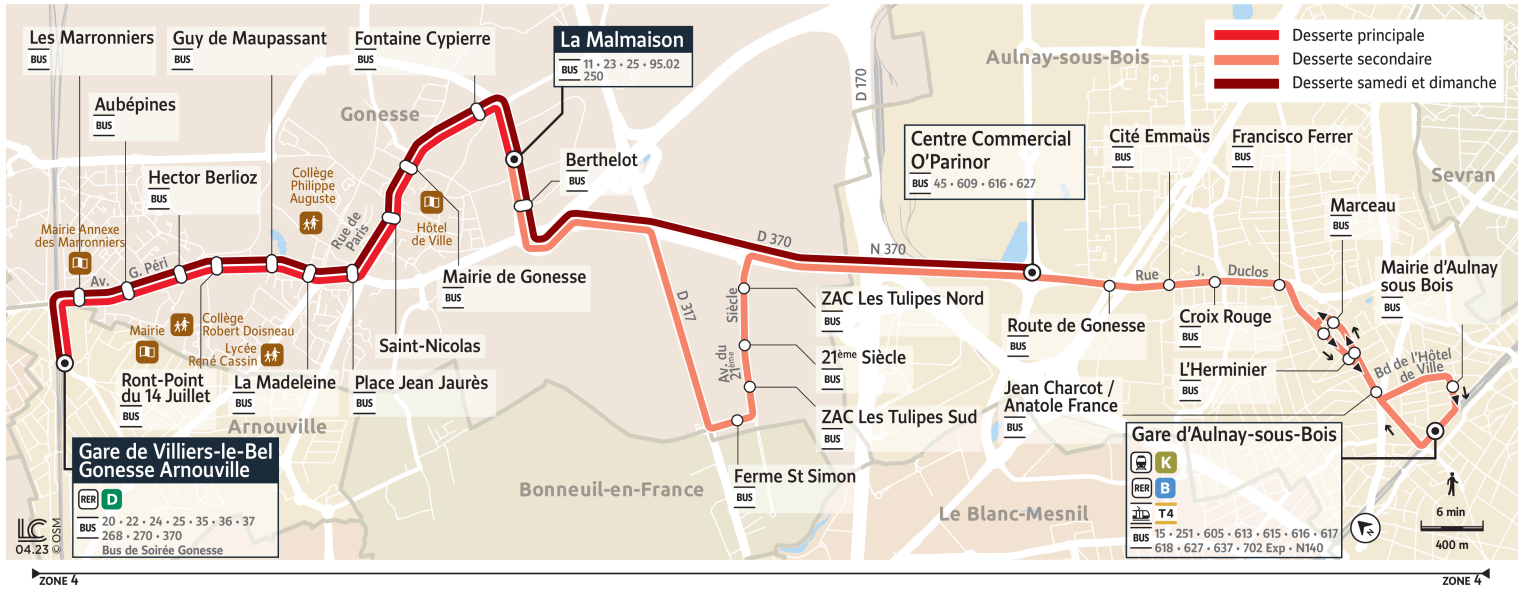 Les Marronniers
BUS
Guy de Maupassant
BUS
Fontaine Cypierre
BUS
La Malmaison
BUS 11 • 23 • 25 • 95.02
250
D 170
Aulnay-sous-Bois
Desserte principale
Desserte secondaire
Desserte samedi et dimanche
Aubépines
BUS
Gonesse
Centre Commercial
O'Parinor
BUS 45 • 609 • 616 • 627
Cité Emmaüs
BUS
Francisco Ferrer
BUS
Berthelot
BUS
Hector Berlioz
BUS
Collège
Philippe
Auguste
Sevran
Marceau
BUS
Mairie Annexe
des Marronniers
Rue de
Paris
Hôtel
de Ville
Av. G. Péri
D 370
N 370
Mairie de Gonesse
BUS
Rue J. Duclos
Mairie d'Aulnay
sous Bois
BUS
D 317
Siècle
Av. du
21ème
ZAC Les Tulipes Nord
BUS
21ème Siècle
BUS
ZAC Les Tulipes Sud
BUS
Route de Gonesse
BUS
Croix Rouge
BUS
L'Herminier
BUS
Bd de l'Hôtel
de Ville
Mairie
Collège
Robert Doisneau
Lycée
René Cassin
Saint-Nicolas
BUS
Ront-Point
du 14 Juillet
BUS
La Madeleine
BUS
Place Jean Jaurès
BUS
Jean Charcot /
Anatole France
BUS
Arnouville
Gare de Villiers-le-Bel
Gonesse Arnouville
RER D
BUS 20 • 22 • 24 • 25 • 35 • 36 • 37
268 • 270 • 370
Bus de Soirée Gonesse
Gare d'Aulnay-sous-Bois
K
RER B
T4
BUS 15 • 251 • 605 • 613 • 615 • 616 • 617
618 • 627 • 637 • 702 Exp • N140
Ferme St Simon
BUS
Bonneuil-en-France
Le Blanc-Mesnil
N
6 min
400 m
LC
04.23
© OSM
ZONE 4
ZONE 4